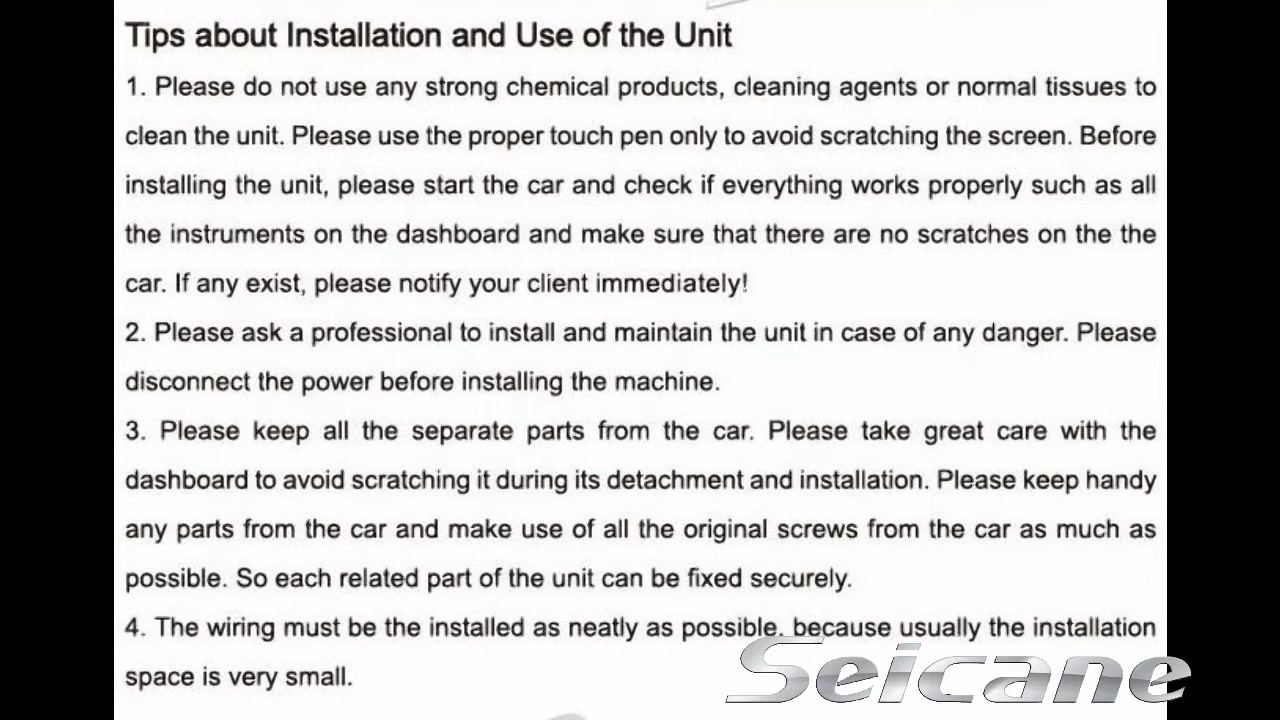 Tips about Installation and Use of the Unit
1. Please do not use any strong chemical products, cleaning agents or normal tissues to
clean the unit. Please use the proper touch pen only to avoid scratching the screen. Before
installing the unit, please start the car and check if everything works properly such as all
the instruments on the dashboard and make sure that there are no scratches on the the
car. If any exist, please notify your client immediately!
2. Please ask a professional to install and maintain the unit in case of any danger. Please
disconnect the power before installing the machine.
3. Please keep all the separate parts from the car. Please take great care with the
dashboard to avoid scratching it during its detachment and installation. Please keep handy
any parts from the car and make use of all the original screws from the car as much as
possible. So each related part of the unit can be fixed securely.
4. The wiring must be the installed as neatly as possible, because usually the installation
space is very small.
Seicane